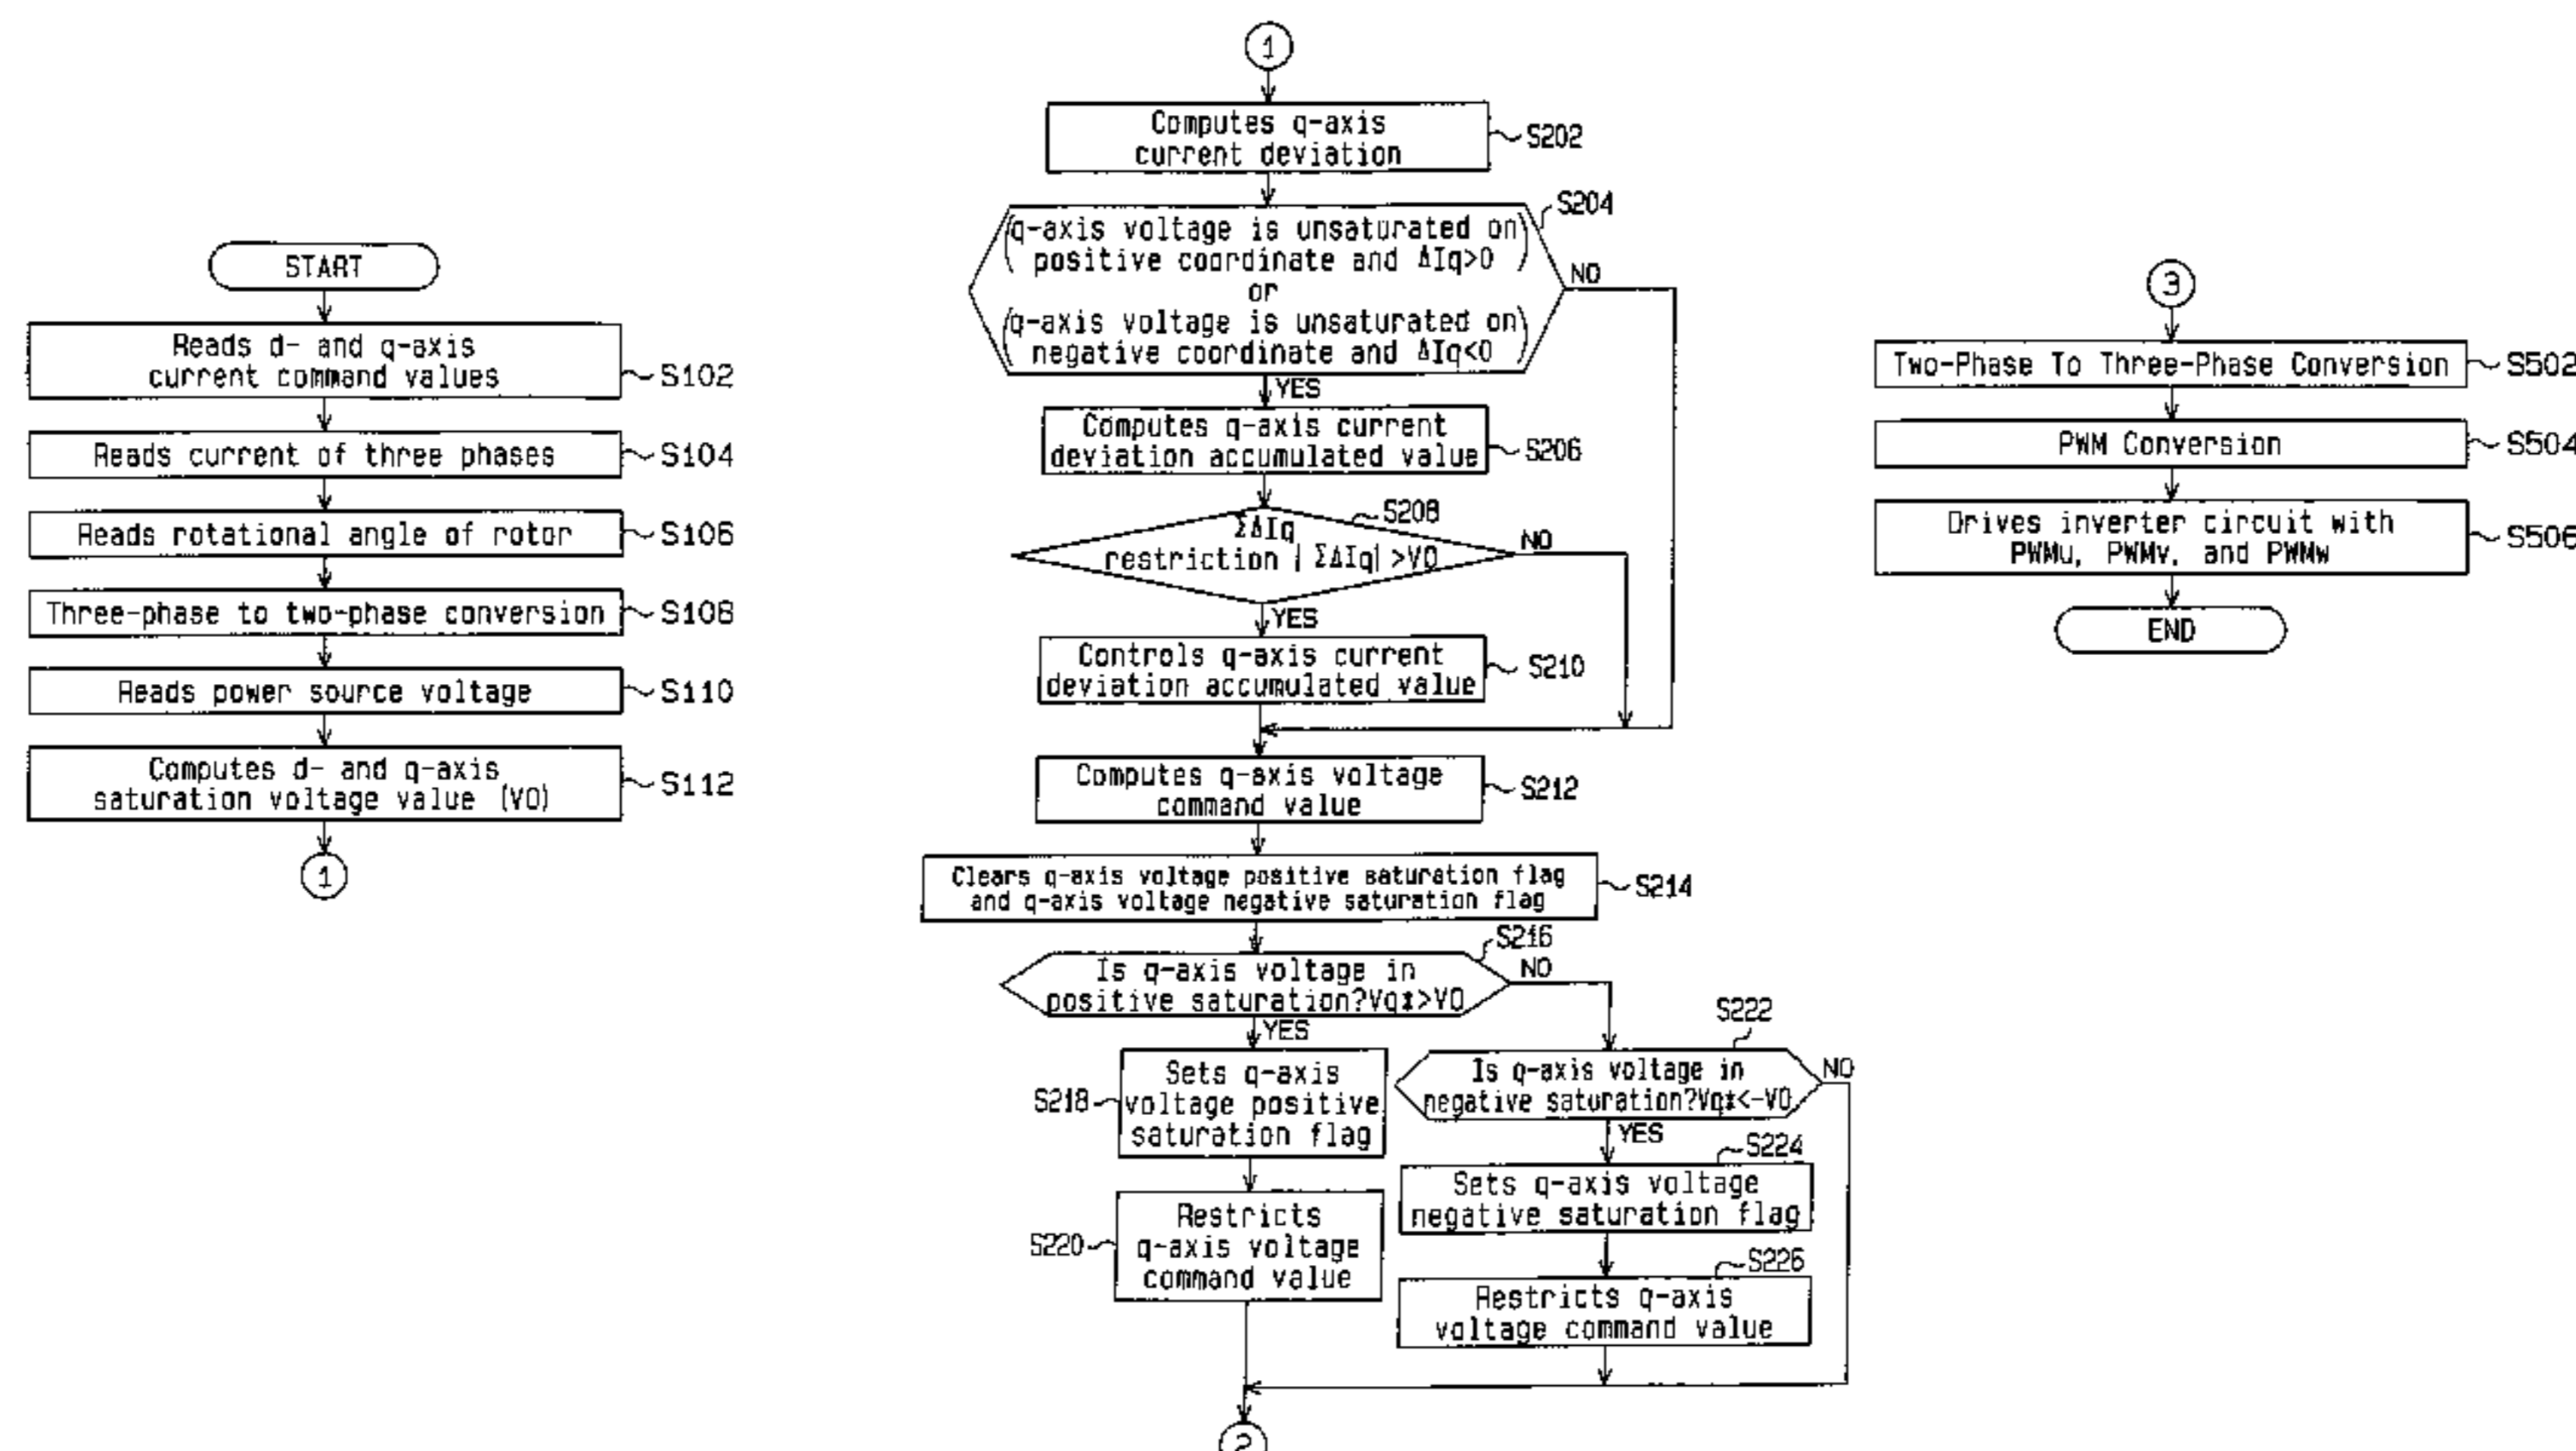 START
Reads d- and q-axis
current command values
S102
Reads current of three phases
S104
Reads rotational angle of rotor
S106
Three-phase to two-phase conversion
S108
Reads power source voltage
S110
Computes d- and q-axis
saturation voltage value (V0)
S112
1
1
Computes q-axis
current deviation
S202
S204
(q-axis voltage is unsaturated on
positive coordinate and ΔIq>0)
or
(q-axis voltage is unsaturated on
negative coordinate and ΔIq<0)
NO
YES
Computes q-axis current
deviation accumulated value
S206
S208
ΣΔIq
restriction |ΣΔIq|>V0
NO
YES
Controls q-axis current
deviation accumulated value
S210
Computes q-axis voltage
command value
S212
Clears q-axis voltage positive saturation flag
and q-axis voltage negative saturation flag
S214
S216
Is q-axis voltage in
positive saturation?Vq*>V0
NO
YES
S218
Sets q-axis
voltage positive
saturation flag
S220
Restricts
q-axis voltage
command value
S222
Is q-axis voltage in
negative saturation?Vq*<-V0
NO
YES
S224
Sets q-axis voltage
negative saturation flag
S226
Restricts q-axis
voltage command value
2
3
Two-Phase To Three-Phase Conversion
S502
PWM Conversion
S504
Drives inverter circuit with
PWMu, PWMv, and PWMw
S506
END